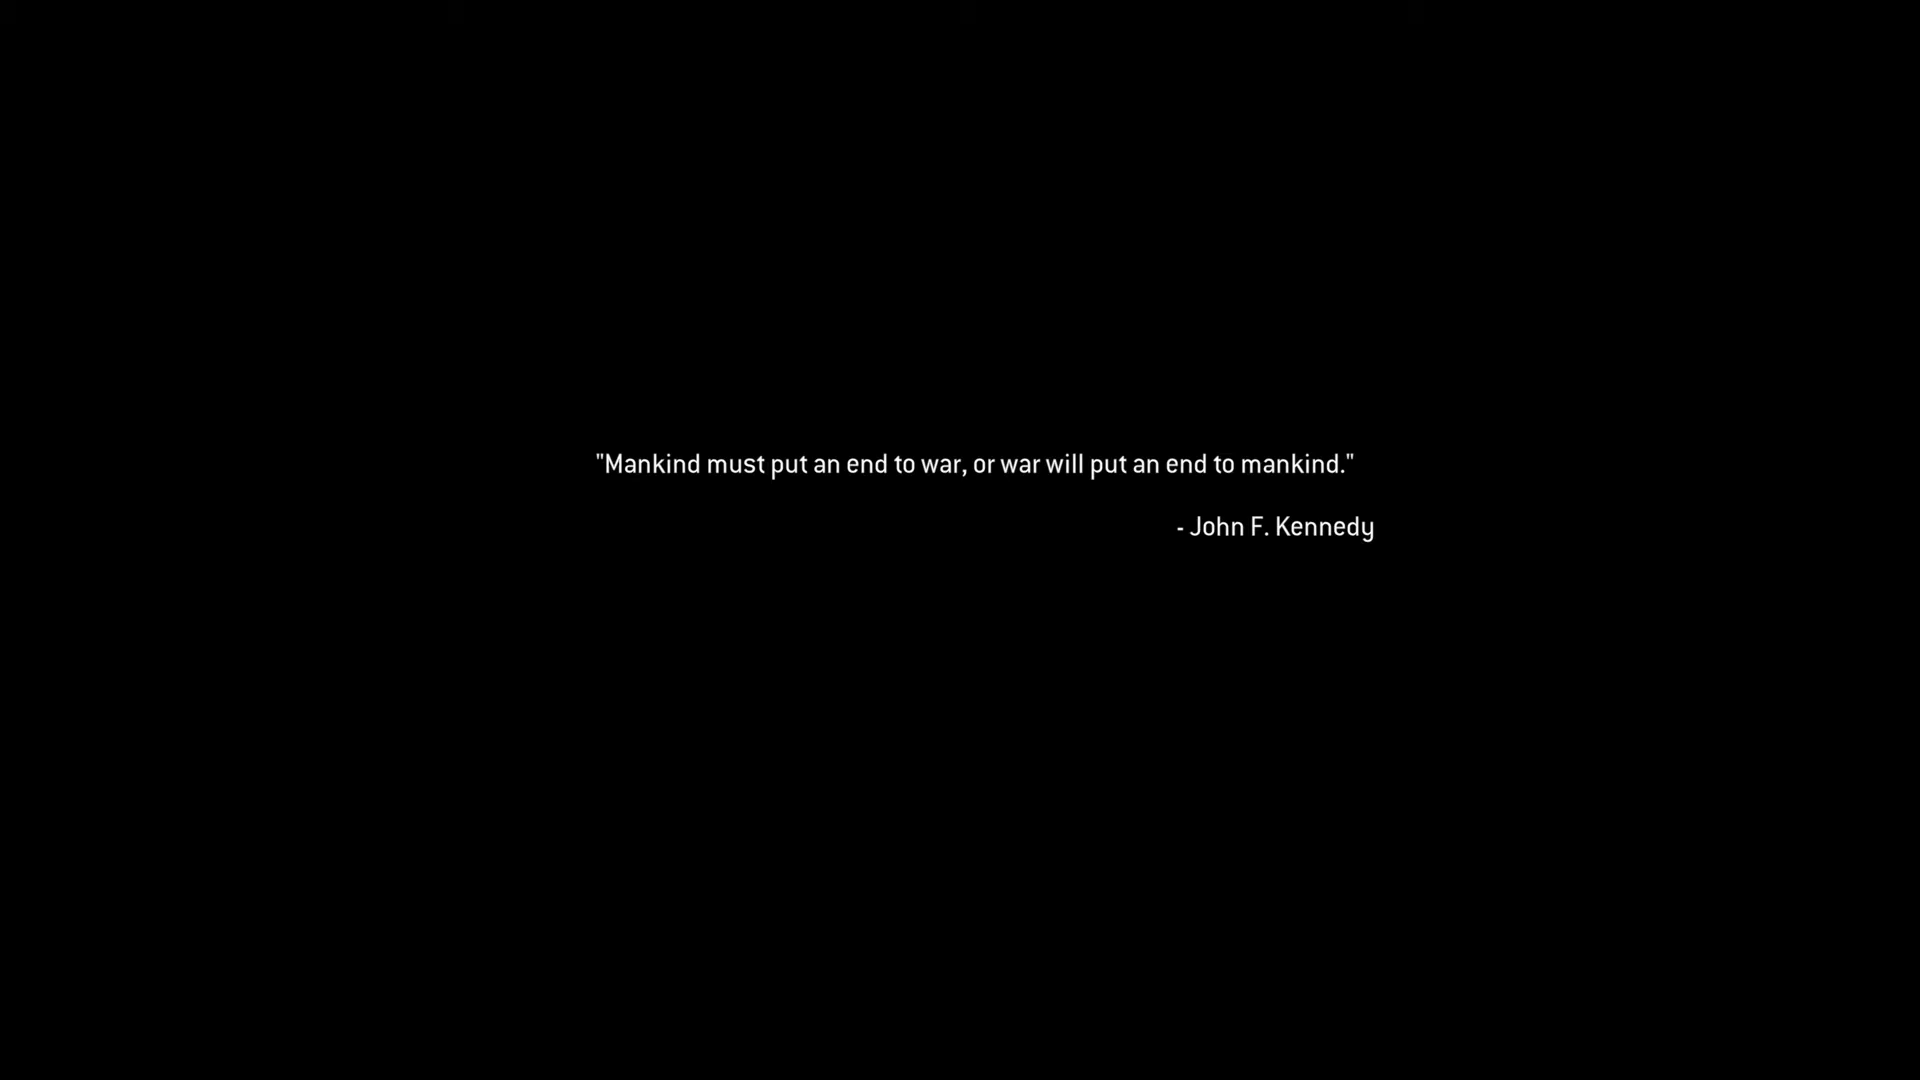 "Mankind must put an end to war, or war will put an end to mankind."
- John F. Kennedy